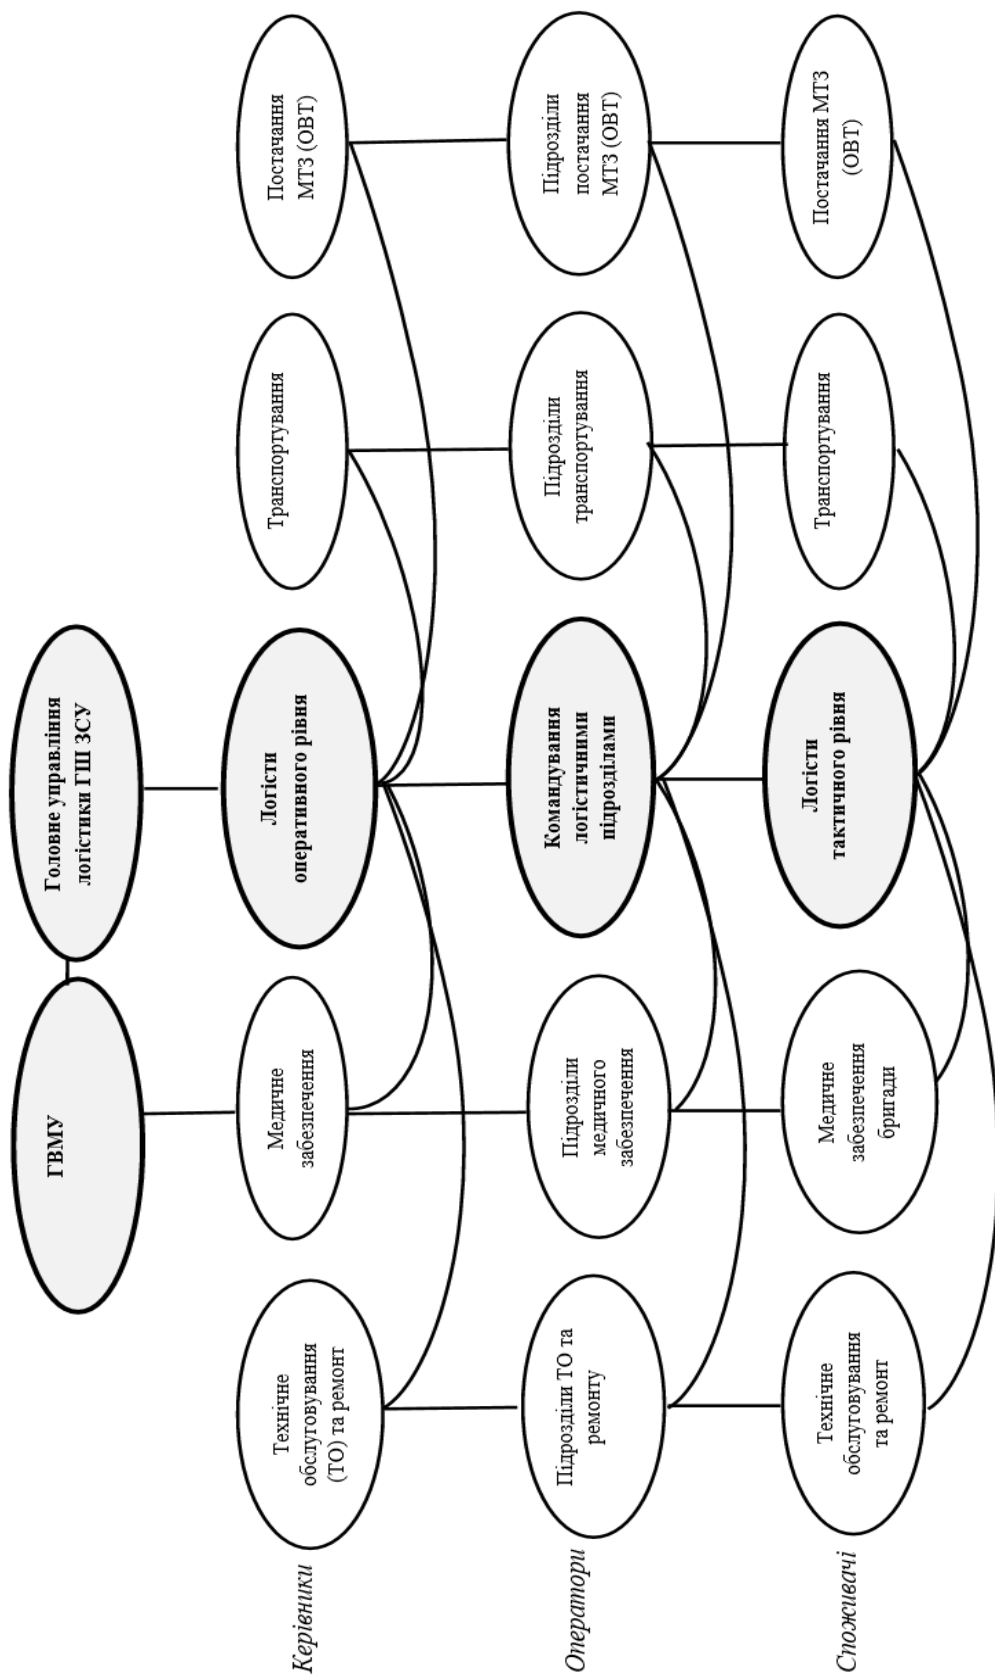 ГВМУ
Головне управління
логістики ГШ ЗСУ
Керівники
Технічне
обслуговування
(ТО) та ремонт
Медичне
забезпечення
Логісти
оперативного рівня
Транспортування
Постачання
МТЗ (ОВТ)
Оператори
Підрозділи ТО та
ремонту
Підрозділи
медичного
забезпечення
Командування
логістичними
підрозділами
Підрозділи
транспортування
Підрозділи
постачання
МТЗ (ОВТ)
Споживачі
Технічне
обслуговування
та ремонт
Медичне
забезпечення
бригади
Логісти
тактичного рівня
Транспортування
Постачання МТЗ
(ОВТ)